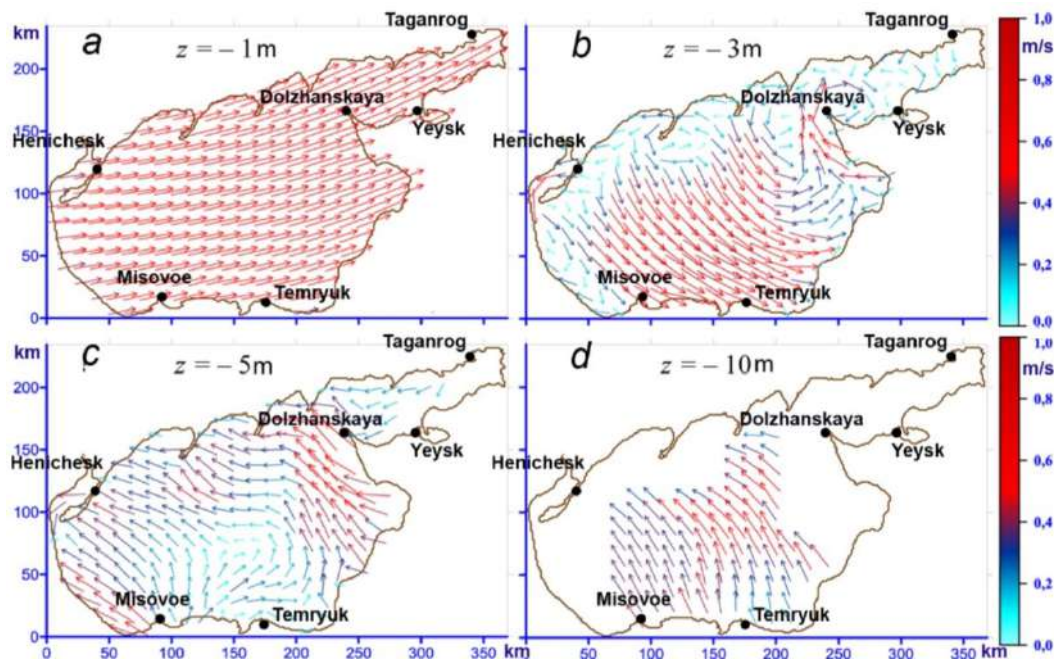 km
a
z = – 1 m
Taganrog
200
Dolzhanskaya
150
Henichesk
Yeysk
100
50
Misovoe
Temryuk
0
b
z = – 3m
Taganrog
Dolzhanskaya
Yeysk
Henichesk
Misovoe
Temryuk
1,0
m/s
0,8
0,6
0,4
0,2
0,0
km
c
z = – 5m
Taganrog
200
Dolzhanskaya
150
Henichesk
Yeysk
100
50
Misovoe
Temryuk
0
0 50 100 150 200 250 300 350 km
d
z = – 10m
Taganrog
Dolzhanskaya
Yeysk
Henichesk
Misovoe
Temryuk
0 50 100 150 200 250 300 350
km
1,0
m/s
0,8
0,6
0,4
0,2
0,0